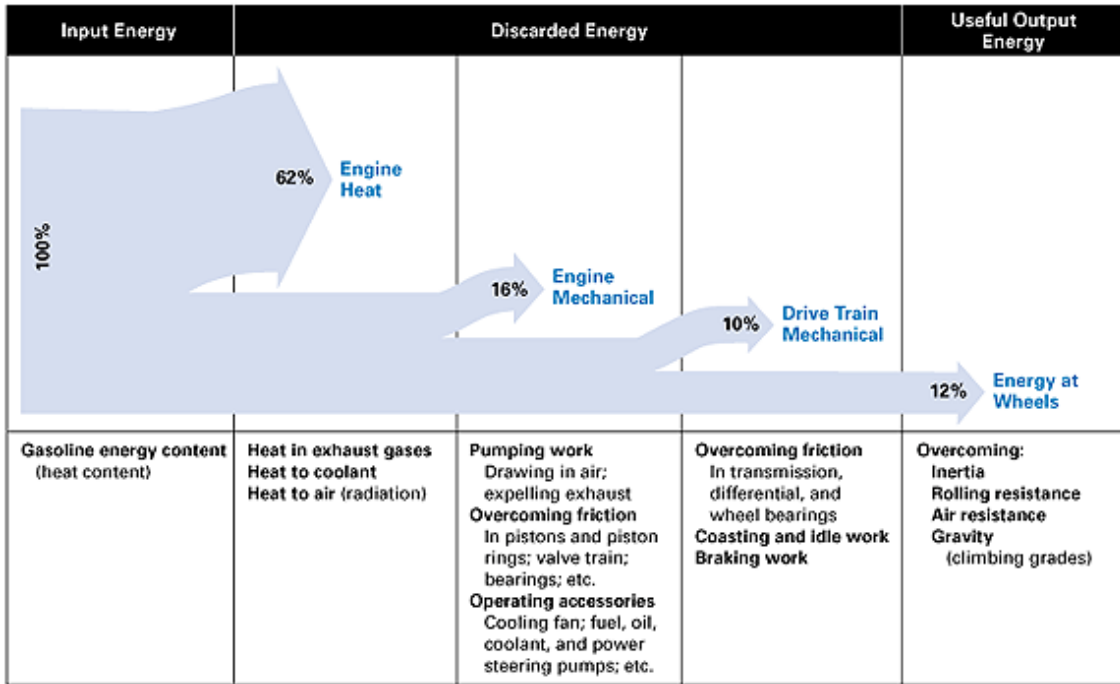 Input Energy
Discarded Energy
Useful Output
Energy
100%
62%
Engine
Heat
16%
Engine
Mechanical
10%
Drive Train
Mechanical
12%
Energy at
Wheels
Gasoline energy content
(heat content)
Heat in exhaust gases
Heat to coolant
Heat to air (radiation)
Pumping work
Drawing in air;
expelling exhaust
Overcoming friction
In pistons and piston
rings; valve train;
bearings; etc.
Operating accessories
Cooling fan; fuel, oil,
coolant, and power
steering pumps; etc.
Overcoming friction
In transmission,
differential, and
wheel bearings
Coasting and idle work
Braking work
Overcoming:
Inertia
Rolling resistance
Air resistance
Gravity
(climbing grades)